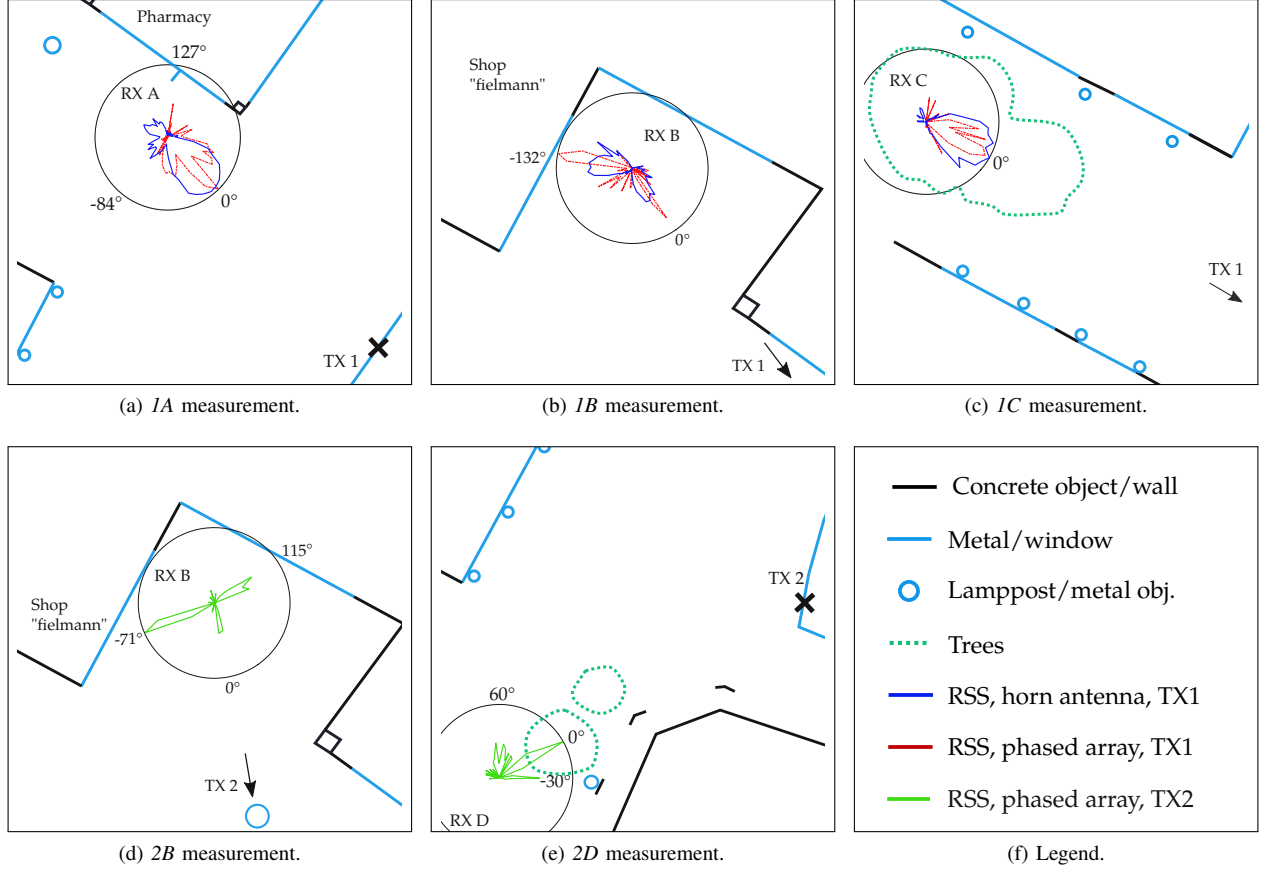 Pharmacy
127°
RX A
-84°
0°
TX 1
(a) 1A measurement.
Shop
"fielmann"
RX B
-132°
0°
TX 1
(b) 1B measurement.
RX C
0°
TX 1
(c) 1C measurement.
115°
RX B
Shop
"fielmann"
-71°
0°
TX 2
(d) 2B measurement.
TX 2
60°
0°
-30°
RX D
(e) 2D measurement.
Concrete object/wall
Metal/window
Lamppost/metal obj.
Trees
RSS, horn antenna, TX1
RSS, phased array, TX1
RSS, phased array, TX2
(f) Legend.